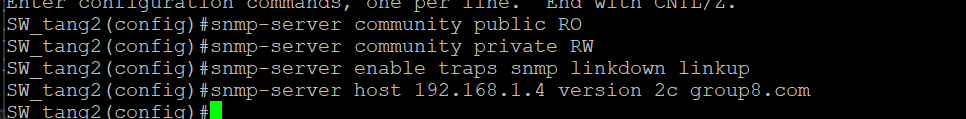 Enter configuration commands, one per line. End with CNTL/Z.
SW_tang2(config)#snmp-server community public RO
SW_tang2(config)#snmp-server community private RW
SW_tang2(config)#snmp-server enable traps snmp linkdown linkup
SW_tang2(config)#snmp-server host 192.168.1.4 version 2c group8.com
SW_tang2(config)#